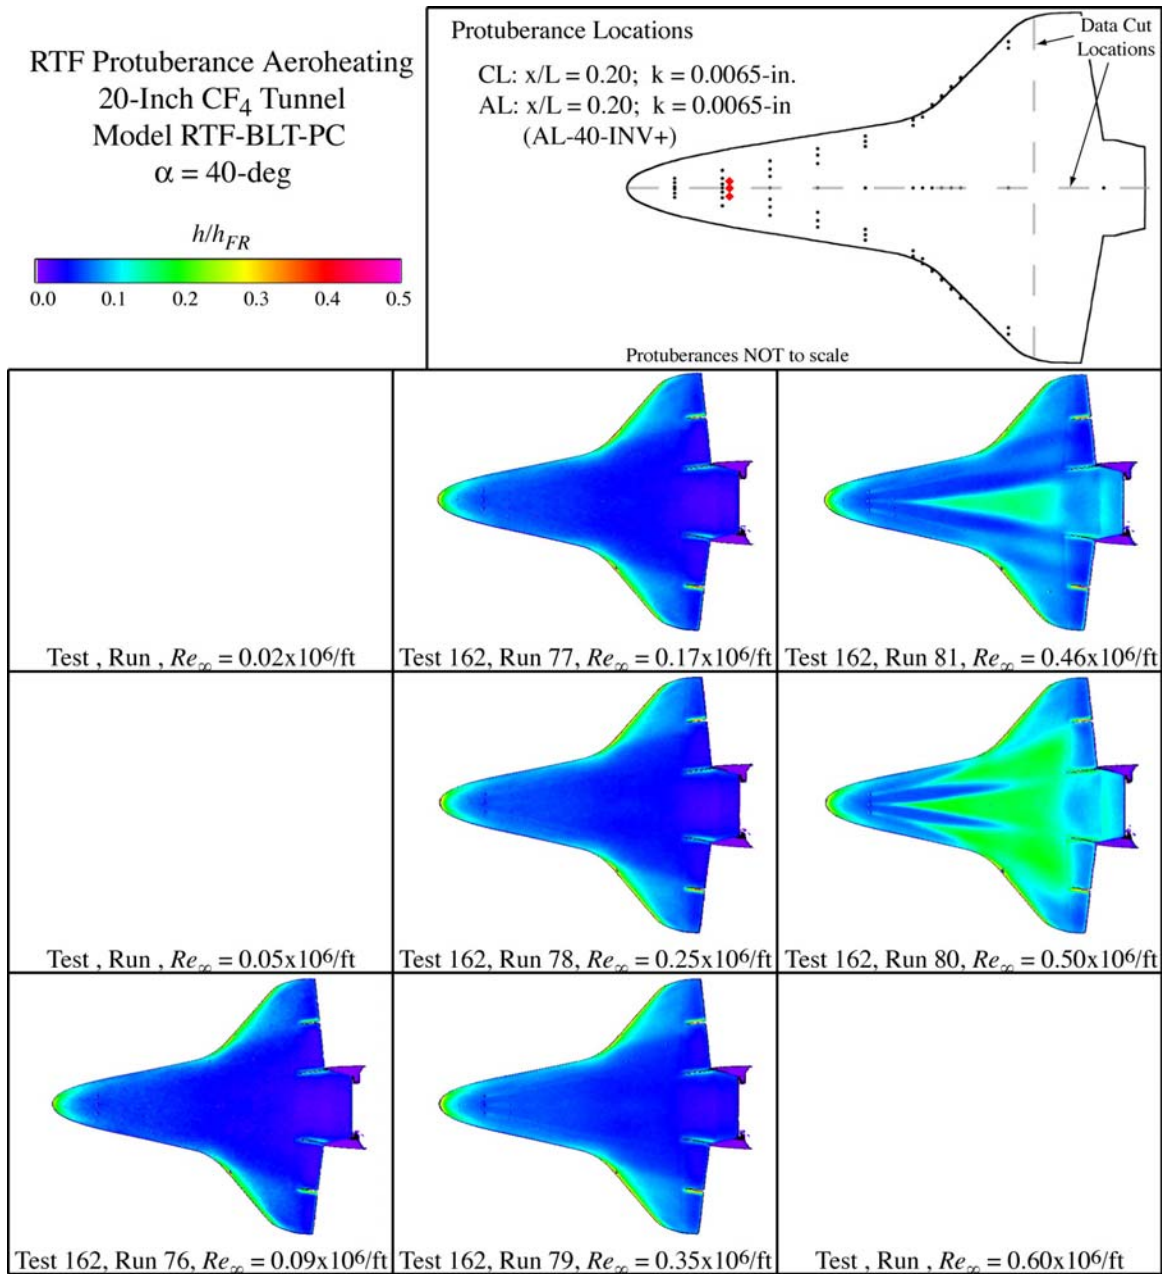 RTF Protuberance Aeroheating
20-Inch CF₄ Tunnel
Model RTF-BLT-PC
α = 40-deg
h/h_FR
0.0 0.1 0.2 0.3 0.4 0.5
Protuberance Locations
CL: x/L = 0.20; k = 0.0065-in.
AL: x/L = 0.20; k = 0.0065-in
(AL-40-INV+)
Data Cut
Locations
Protuberances NOT to scale
Test , Run , Re∞ = 0.02x10⁶/ft
Test 162, Run 77, Re∞ = 0.17x10⁶/ft
Test 162, Run 81, Re∞ = 0.46x10⁶/ft
Test , Run , Re∞ = 0.05x10⁶/ft
Test 162, Run 78, Re∞ = 0.25x10⁶/ft
Test 162, Run 80, Re∞ = 0.50x10⁶/ft
Test 162, Run 76, Re∞ = 0.09x10⁶/ft
Test 162, Run 79, Re∞ = 0.35x10⁶/ft
Test , Run , Re∞ = 0.60x10⁶/ft